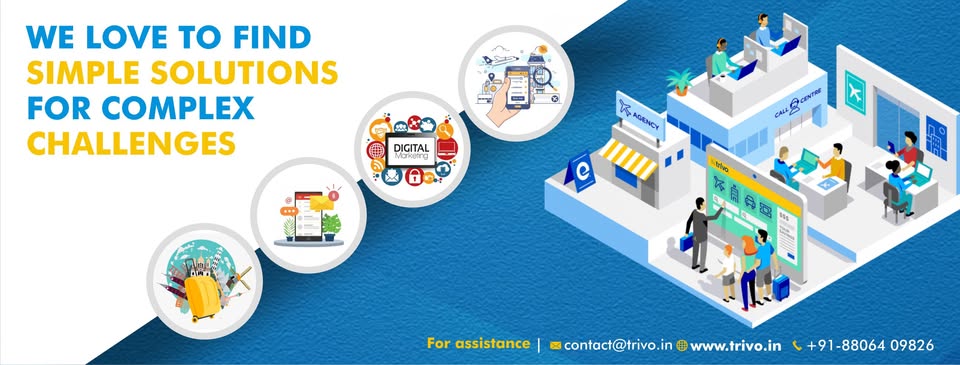 WE LOVE TO FIND
SIMPLE SOLUTIONS
FOR COMPLEX
CHALLENGES
DIGITAL
Marketing
AGENCY
CALL CENTRE
trivo
$$$
For assistance | contact@trivo.in www.trivo.in +91-88064 09826